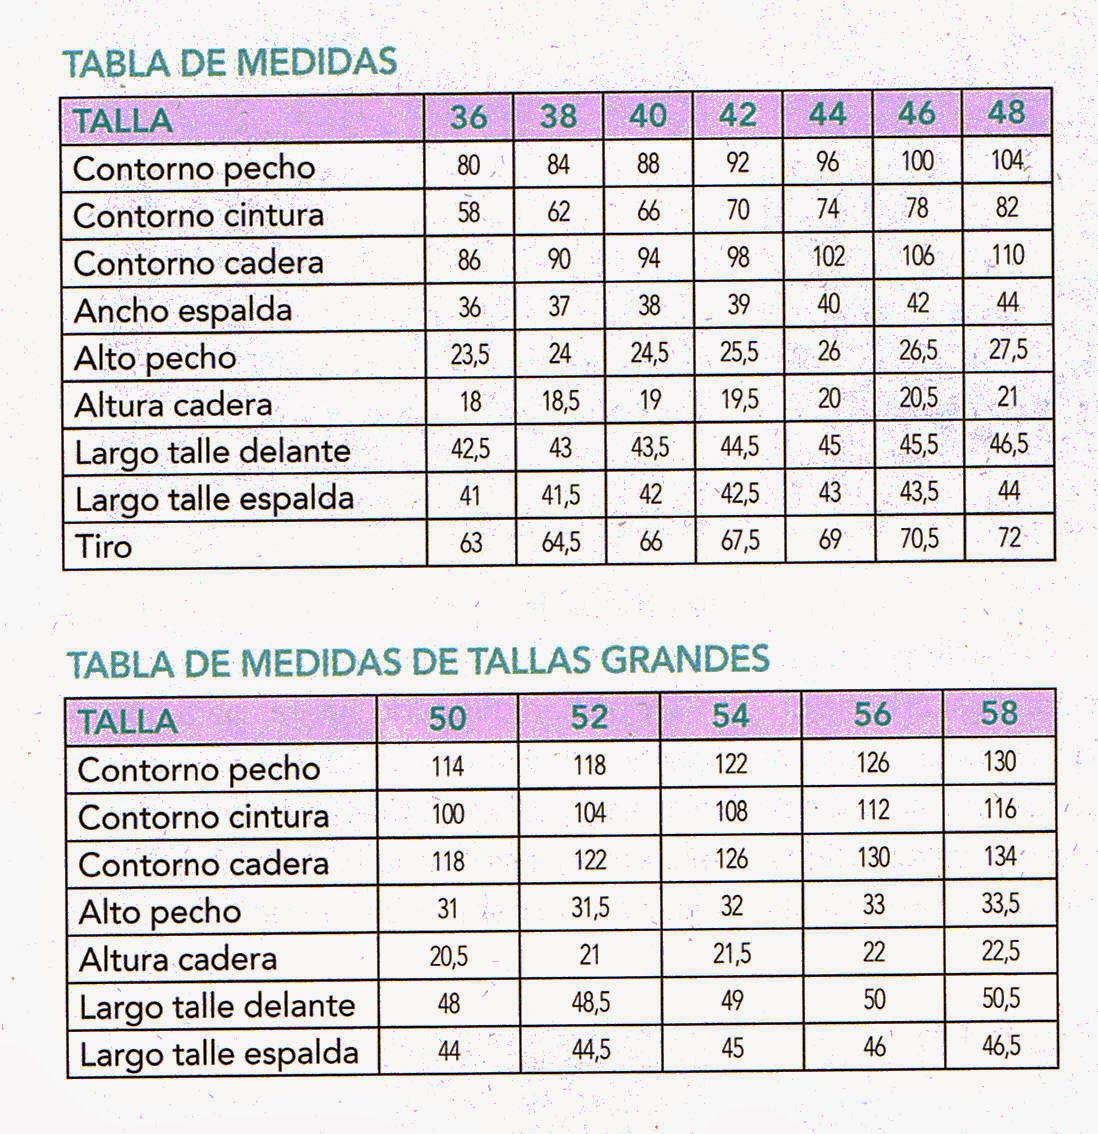 TABLA DE MEDIDAS
TALLA 36 38 40 42 44 46 48
Contorno pecho 80 84 88 92 96 100 104
Contorno cintura 58 62 66 70 74 78 82
Contorno cadera 86 90 94 98 102 106 110
Ancho espalda 36 37 38 39 40 42 44
Alto pecho 23,5 24 24,5 25,5 26 26,5 27,5
Altura cadera 18 18,5 19 19,5 20 20,5 21
Largo talle delante 42,5 43 43,5 44,5 45 45,5 46,5
Largo talle espalda 41 41,5 42 42,5 43 43,5 44
Tiro 63 64,5 66 67,5 69 70,5 72
TABLA DE MEDIDAS DE TALLAS GRANDES
TALLA 50 52 54 56 58
Contorno pecho 114 118 122 126 130
Contorno cintura 100 104 108 112 116
Contorno cadera 118 122 126 130 134
Alto pecho 31 31,5 32 33 33,5
Altura cadera 20,5 21 21,5 22 22,5
Largo talle delante 48 48,5 49 50 50,5
Largo talle espalda 44 44,5 45 46 46,5